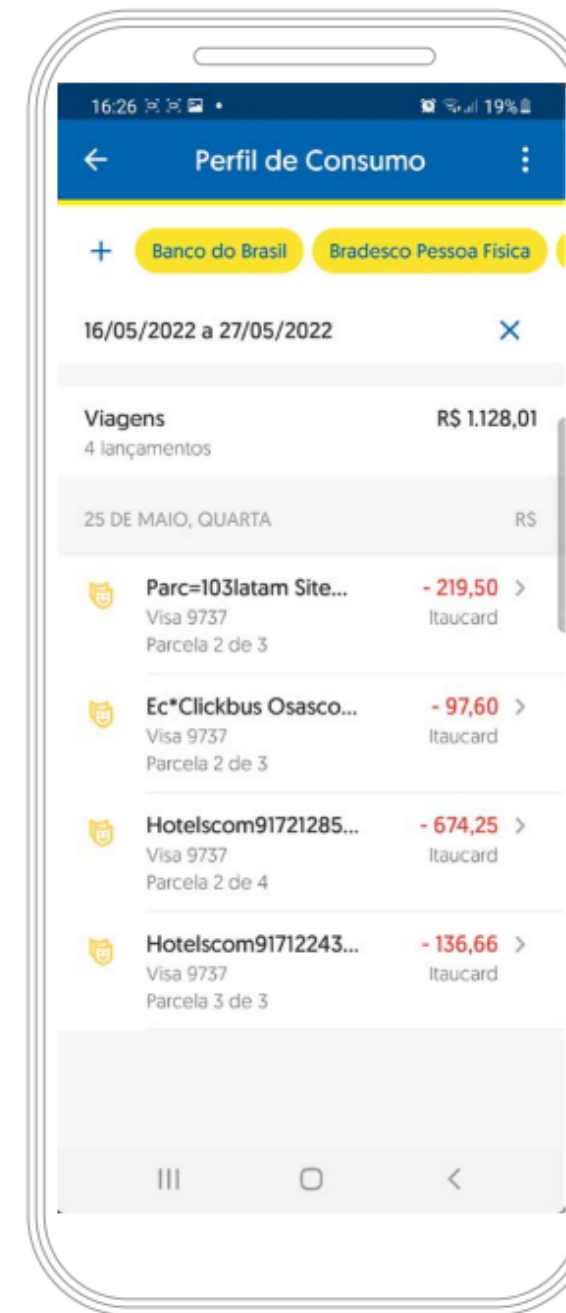 16:26
19%
Perfil de Consumo
+ Banco do Brasil Bradesco Pessoa Física
16/05/2022 a 27/05/2022
Viagens R$ 1.128,01
4 lançamentos
25 DE MAIO, QUARTA R$
Parc=103latam Site... - 219,50
Visa 9737 Itaucard
Parcela 2 de 3
Ec*Clickbus Osasco... - 97,60
Visa 9737 Itaucard
Parcela 2 de 3
Hotelscom91721285... - 674,25
Visa 9737 Itaucard
Parcela 2 de 4
Hotelscom91712243... - 136,66
Visa 9737 Itaucard
Parcela 3 de 3